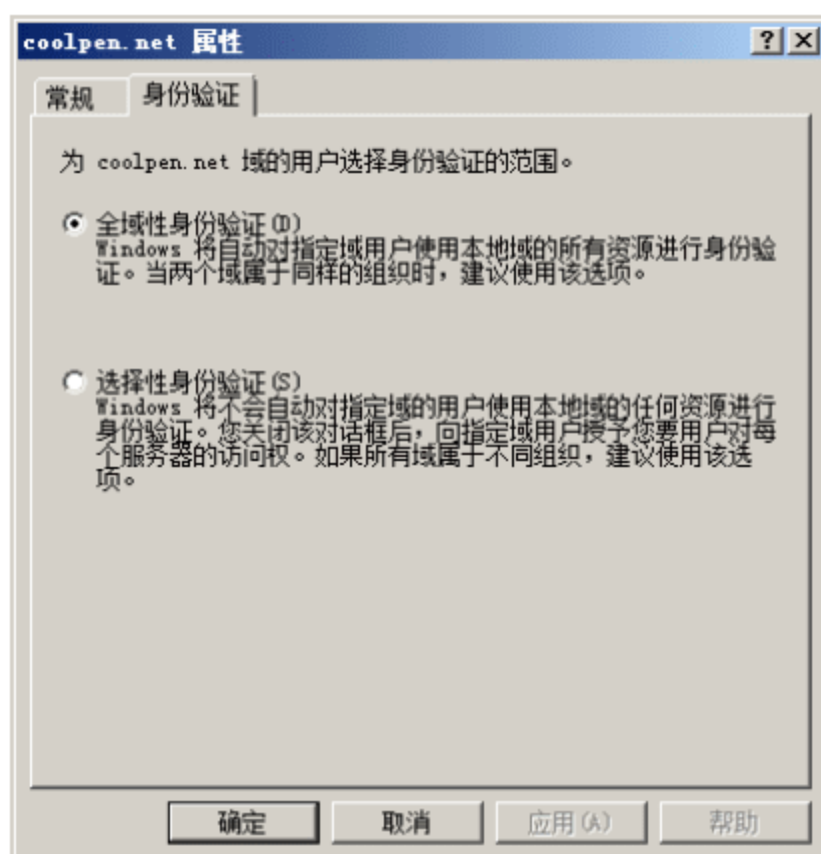 coolpen.net 属性
常规 身份验证
为 coolpen.net 域的用户选择身份验证的范围。
全域性身份验证(D)
Windows 将自动对指定域用户使用本地域的所有资源进行身份验
证。当两个域属于同样的组织时，建议使用该选项。
选择性身份验证(S)
Windows 将不会自动对指定域的用户使用本地域的任何资源进行
身份验证。您关闭该对话框后，向指定域用户授予您要用户对每
个服务器的访问权。如果所有域属于不同组织，建议使用该选
项。
确定 取消 应用(A) 帮助